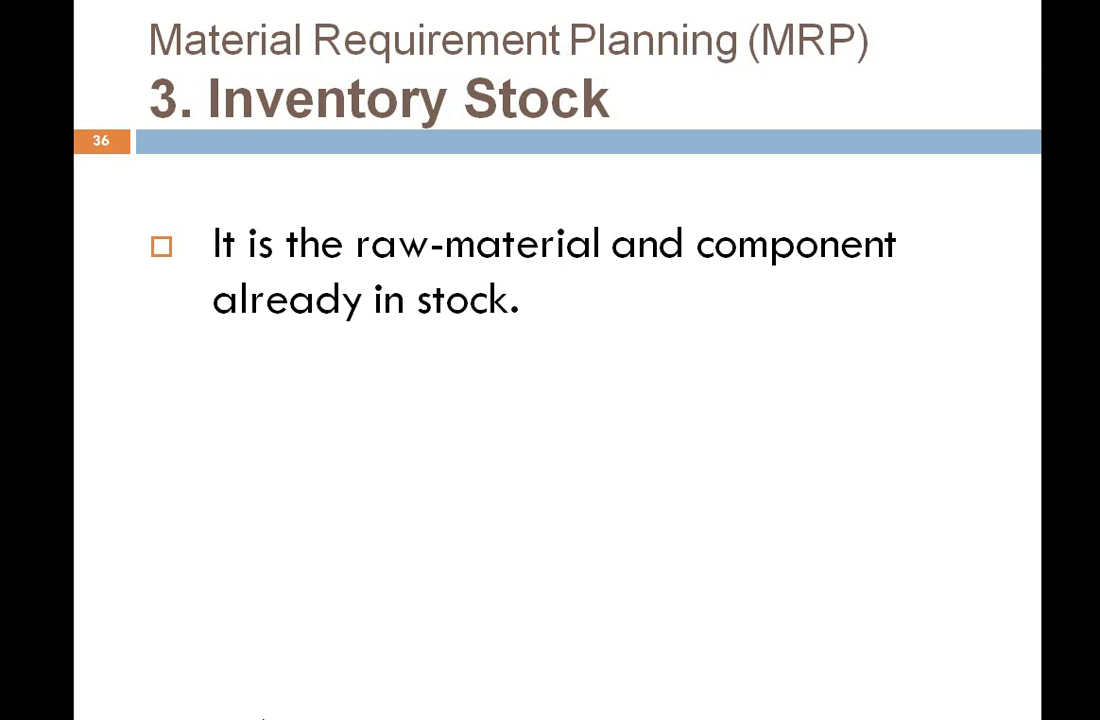 Material Requirement Planning (MRP)
3. Inventory Stock
36
It is the raw-material and component
already in stock.